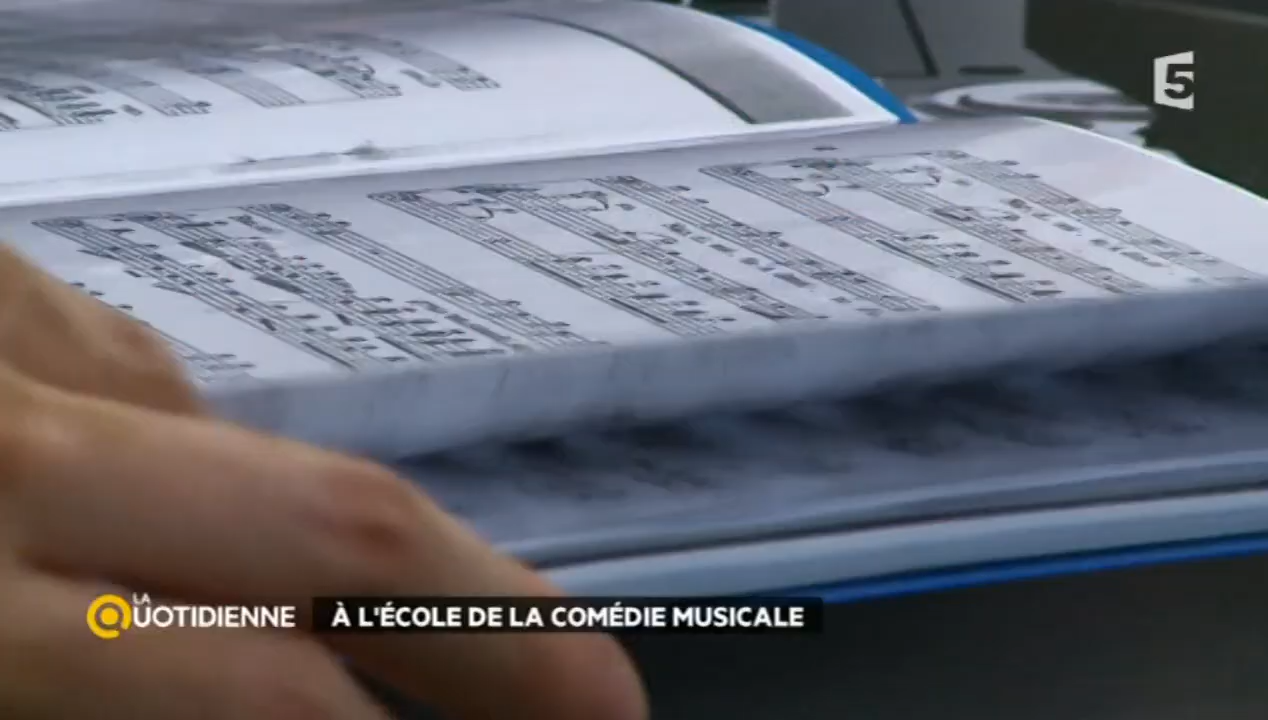 5
LA
QUOTIDIENNE
À L'ÉCOLE DE LA COMÉDIE MUSICALE